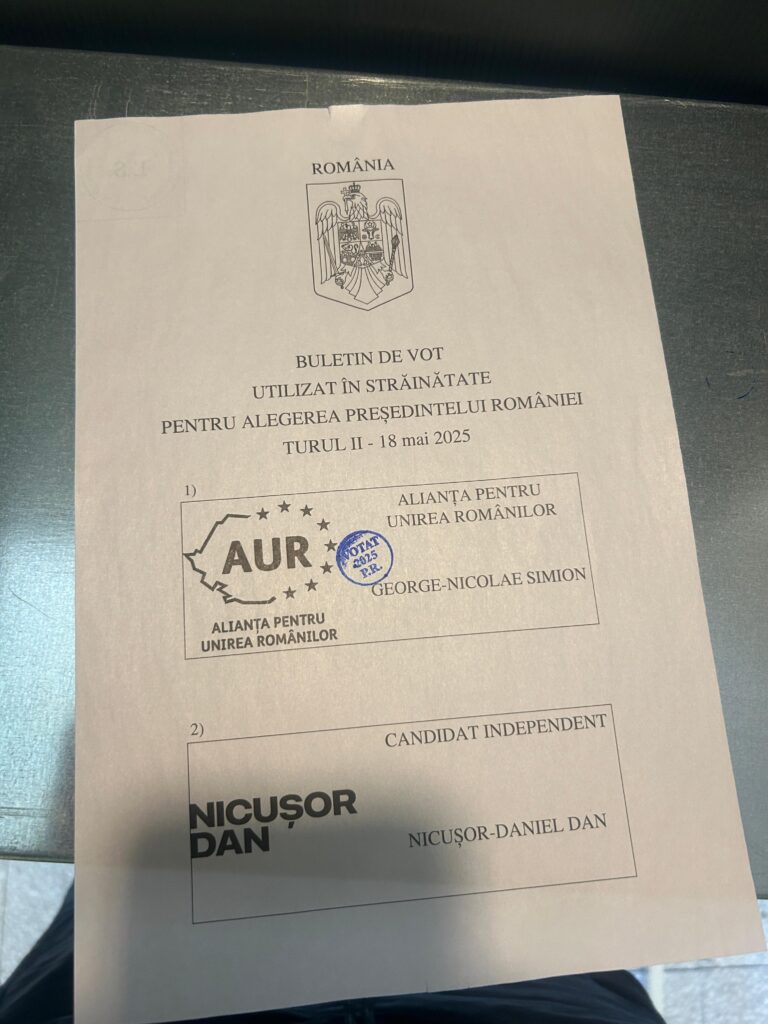 ROMÂNIA
BULETIN DE VOT
UTILIZAT ÎN STRĂINĂTATE
PENTRU ALEGEREA PREȘEDINTELUI ROMÂNIEI
TURUL II - 18 mai 2025
1)
ALIANȚA PENTRU
UNIREA ROMÂNILOR
AUR
VOTAT
2025
P.R.
GEORGE-NICOLAE SIMION
ALIANȚA PENTRU
UNIREA ROMÂNILOR
2)
CANDIDAT INDEPENDENT
NICUȘOR
DAN
NICUȘOR-DANIEL DAN